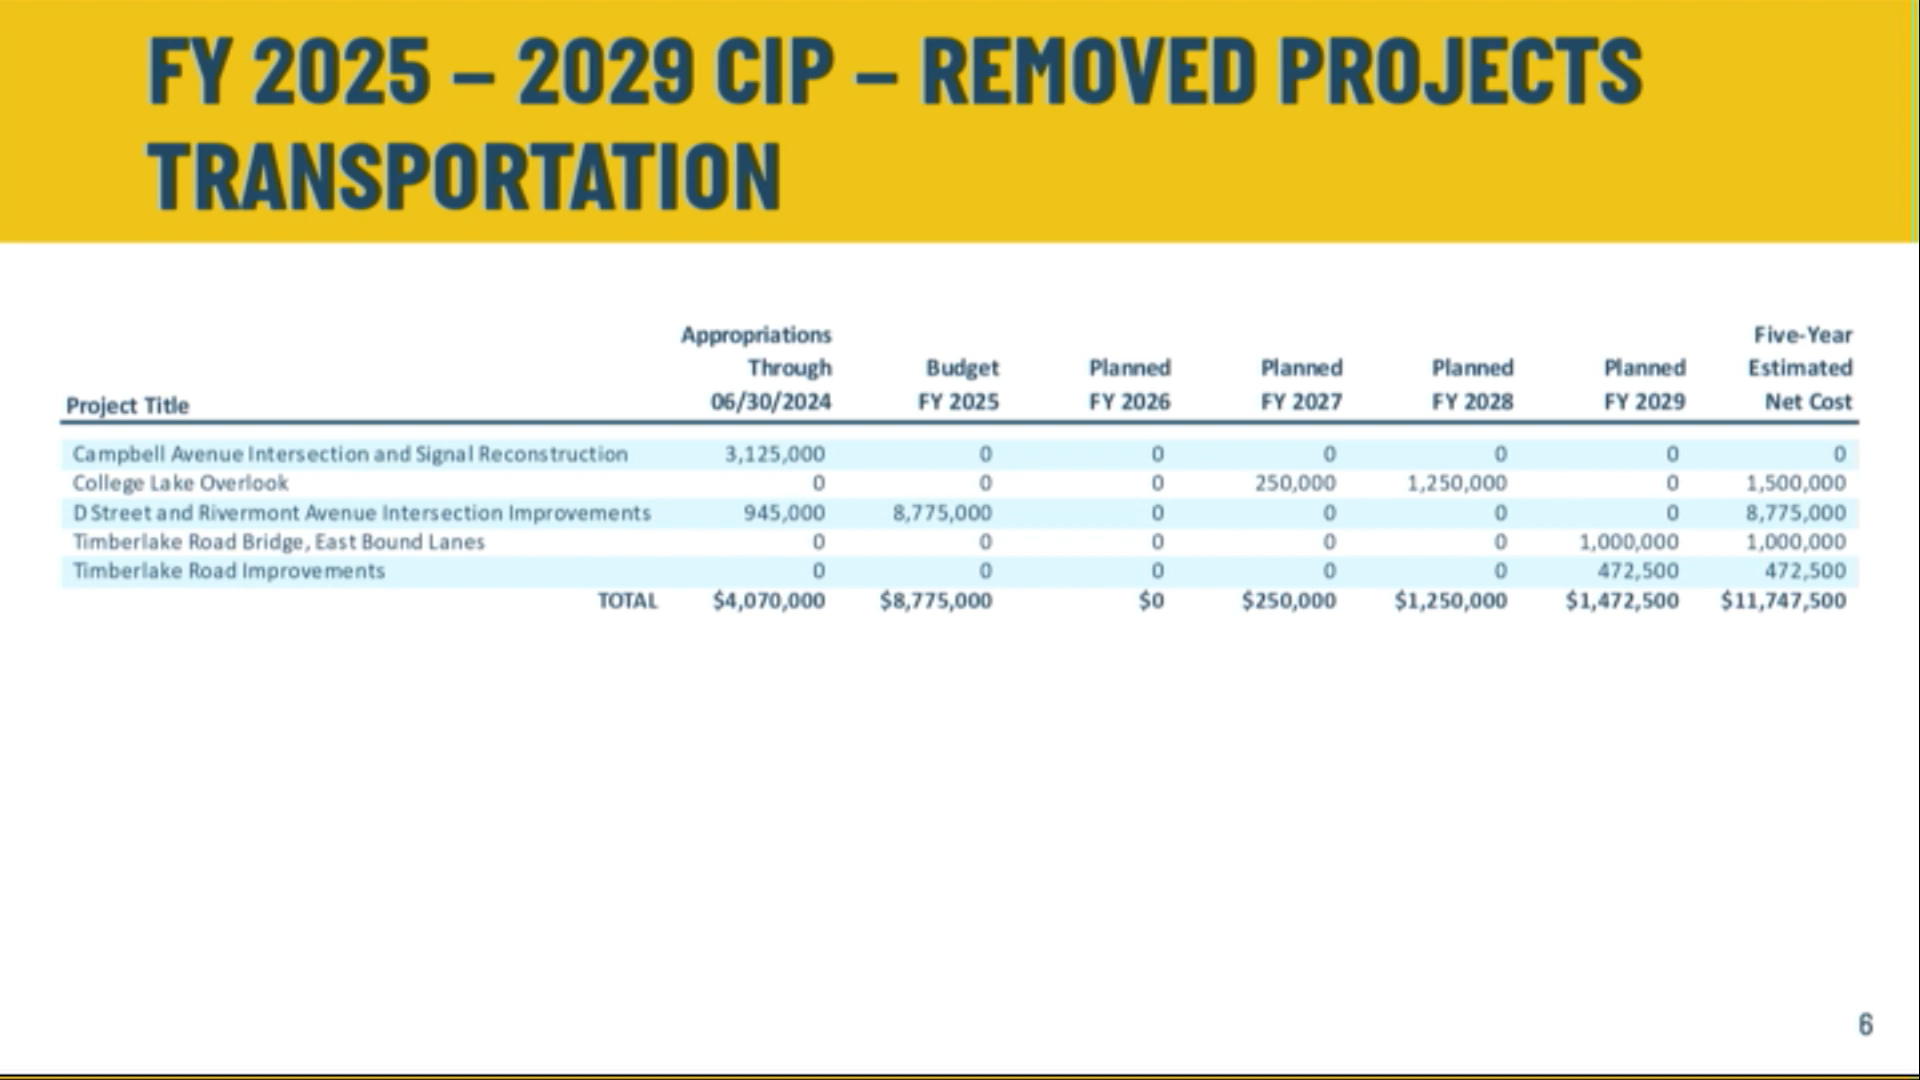 FY 2025 – 2029 CIP – REMOVED PROJECTS
TRANSPORTATION
Appropriations Five-Year
Through Budget Planned Planned Planned Planned Estimated
Project Title 06/30/2024 FY 2025 FY 2026 FY 2027 FY 2028 FY 2029 Net Cost
Campbell Avenue Intersection and Signal Reconstruction 3,125,000 0 0 0 0 0 0
College Lake Overlook 0 0 0 250,000 1,250,000 0 1,500,000
D Street and Rivermont Avenue Intersection Improvements 945,000 8,775,000 0 0 0 0 8,775,000
Timberlake Road Bridge, East Bound Lanes 0 0 0 0 0 1,000,000 1,000,000
Timberlake Road Improvements 0 0 0 0 0 472,500 472,500
TOTAL $4,070,000 $8,775,000 $0 $250,000 $1,250,000 $1,472,500 $11,747,500
6